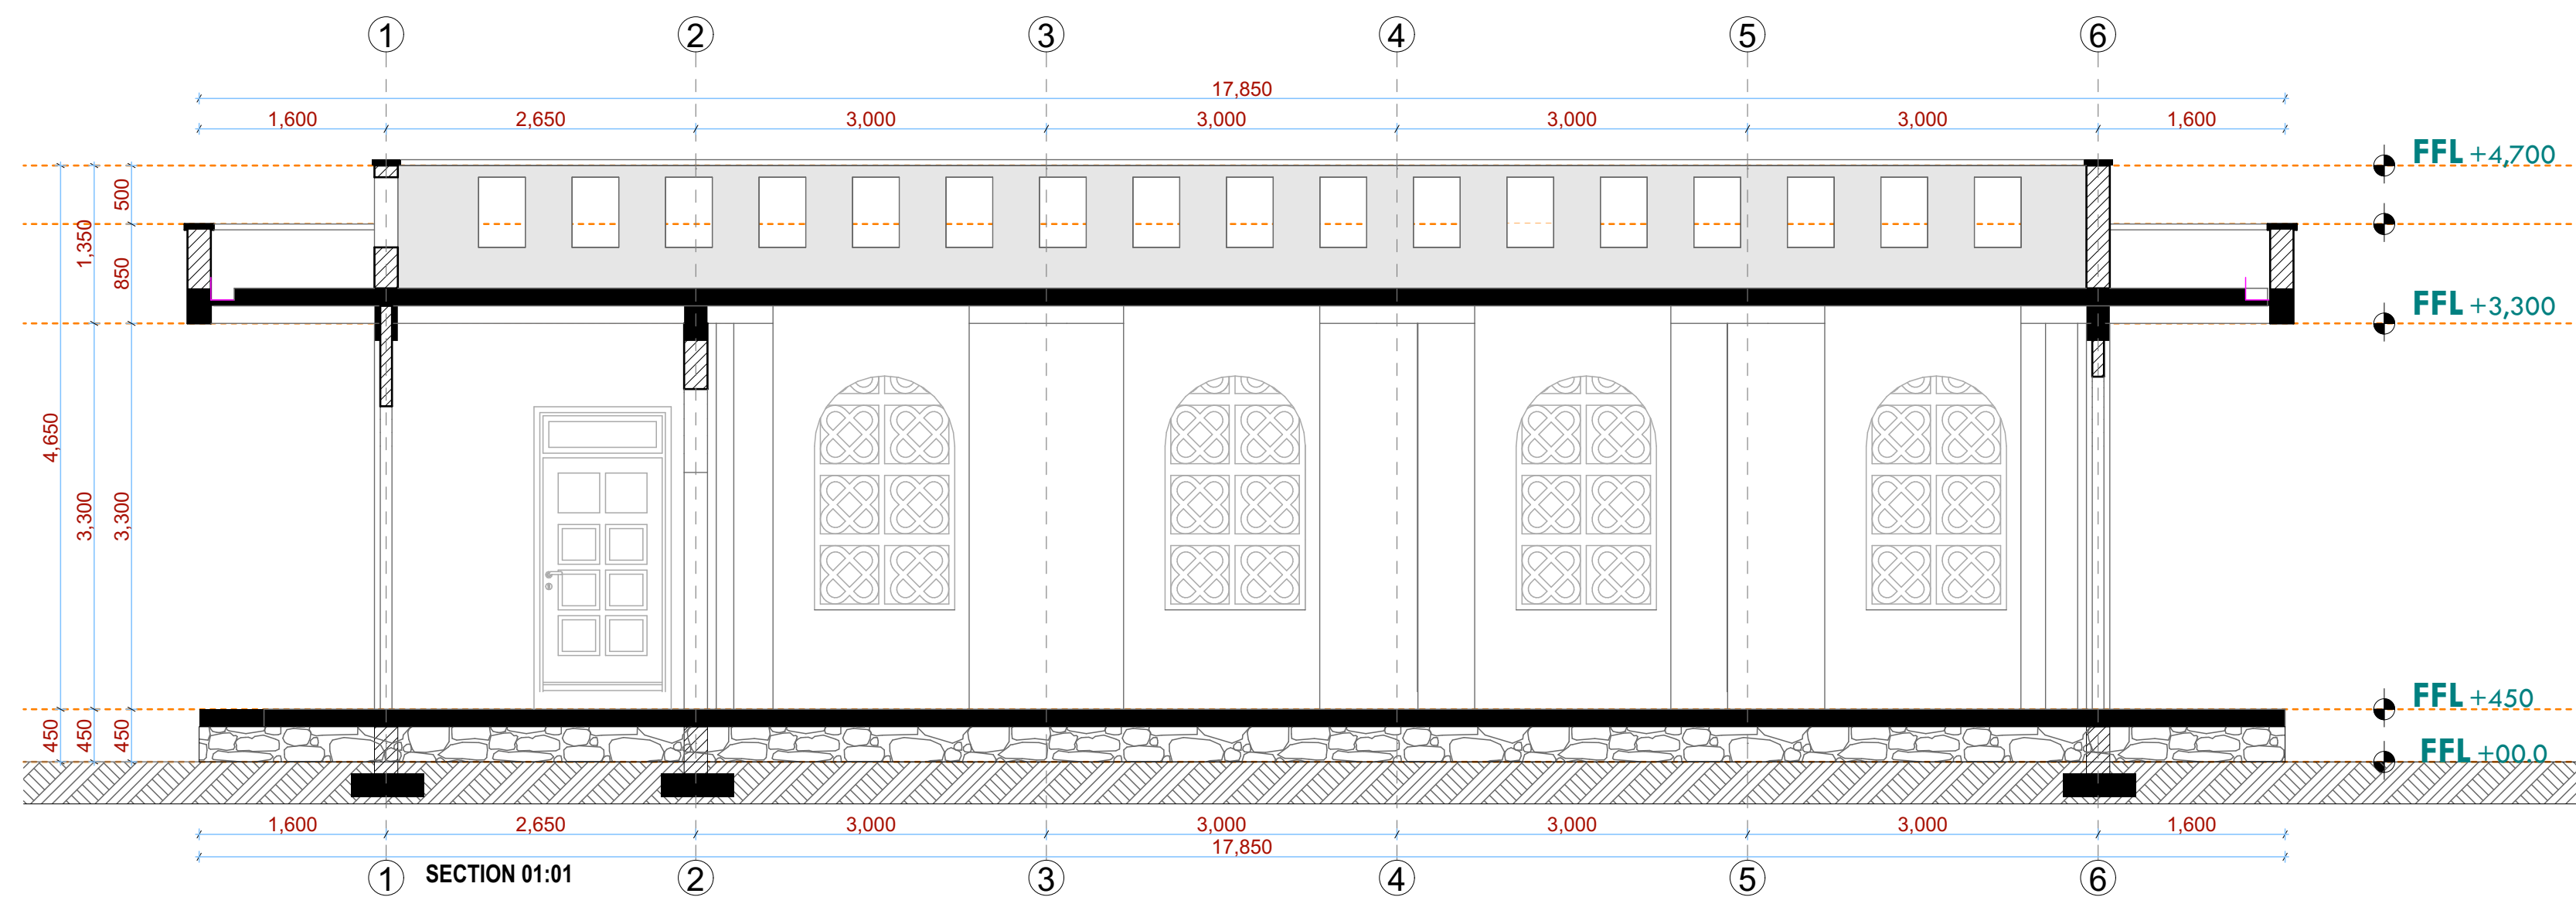 1 2 3 4 5 6
17,850
1,600 2,650 3,000 3,000 3,000 3,000 1,600
FFL +4,700
500
1,350
850
FFL +3,300
4,650
3,300
3,300
FFL +450
450
450
450
FFL +00.0
1,600 2,650 3,000 3,000 3,000 3,000 1,600
17,850
1 SECTION 01:01 2 3 4 5 6